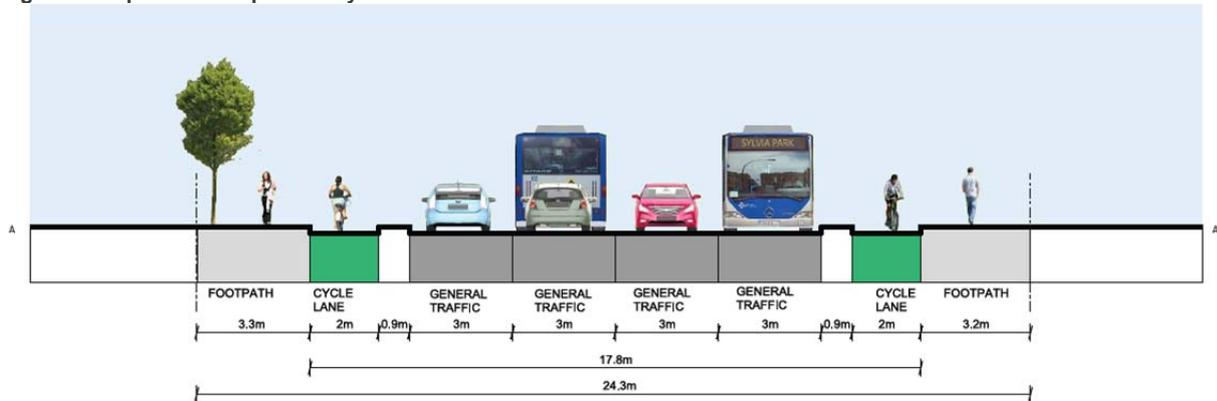 SYLVIA PARK
A
A
FOOTPATH
CYCLE
LANE
GENERAL
TRAFFIC
GENERAL
TRAFFIC
GENERAL
TRAFFIC
GENERAL
TRAFFIC
CYCLE
LANE
FOOTPATH
3.3m 2m 0.9m 3m 3m 3m 3m 0.9m 2m 3.2m
17.8m
24.3m